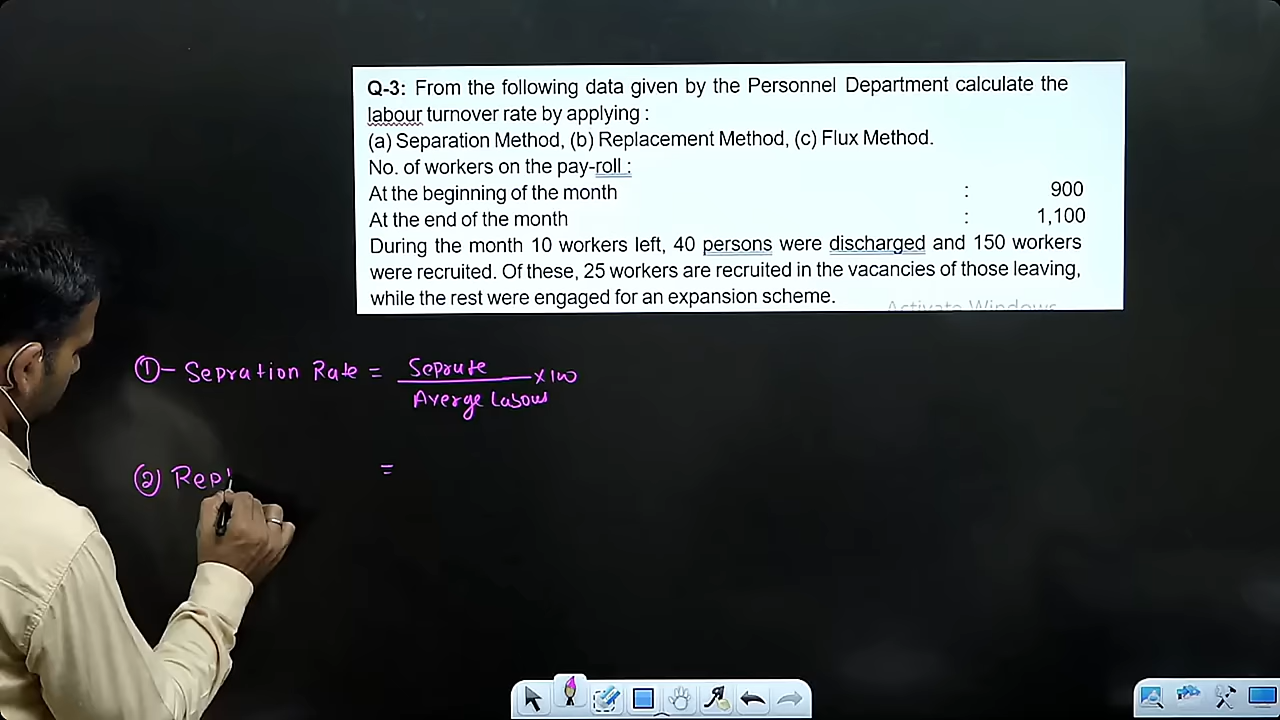 Q-3: From the following data given by the Personnel Department calculate the
labour turnover rate by applying :
(a) Separation Method, (b) Replacement Method, (c) Flux Method.
No. of workers on the pay-roll :
At the beginning of the month : 900
At the end of the month : 1,100
During the month 10 workers left, 40 persons were discharged and 150 workers
were recruited. Of these, 25 workers are recruited in the vacancies of those leaving,
while the rest were engaged for an expansion scheme.
Activate Windows
①- Sepration Rate = Seprute × 100
Averge Labour
② Repl =